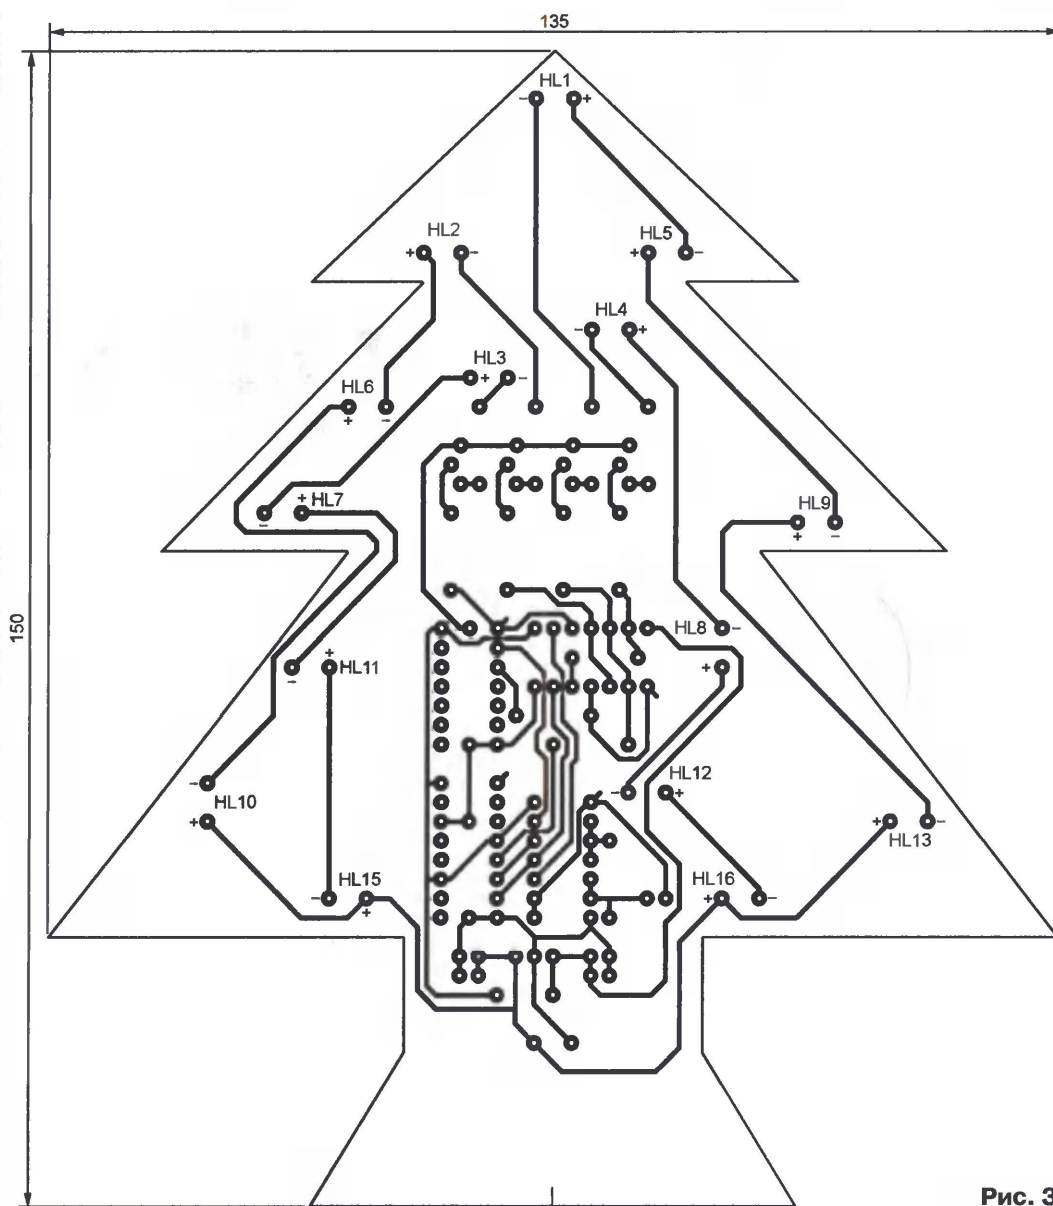 135
HL1
- +
HL2
+ -
HL5
+ -
HL4
- +
HL3
+ -
HL6
+ -
+ HL7
-
HL9
+ -
150
HL8 -
+
+
HL11
-
HL12
- +
-
HL10
+
+ -
HL13
HL15
- +
HL16
+ -
Рис. 3